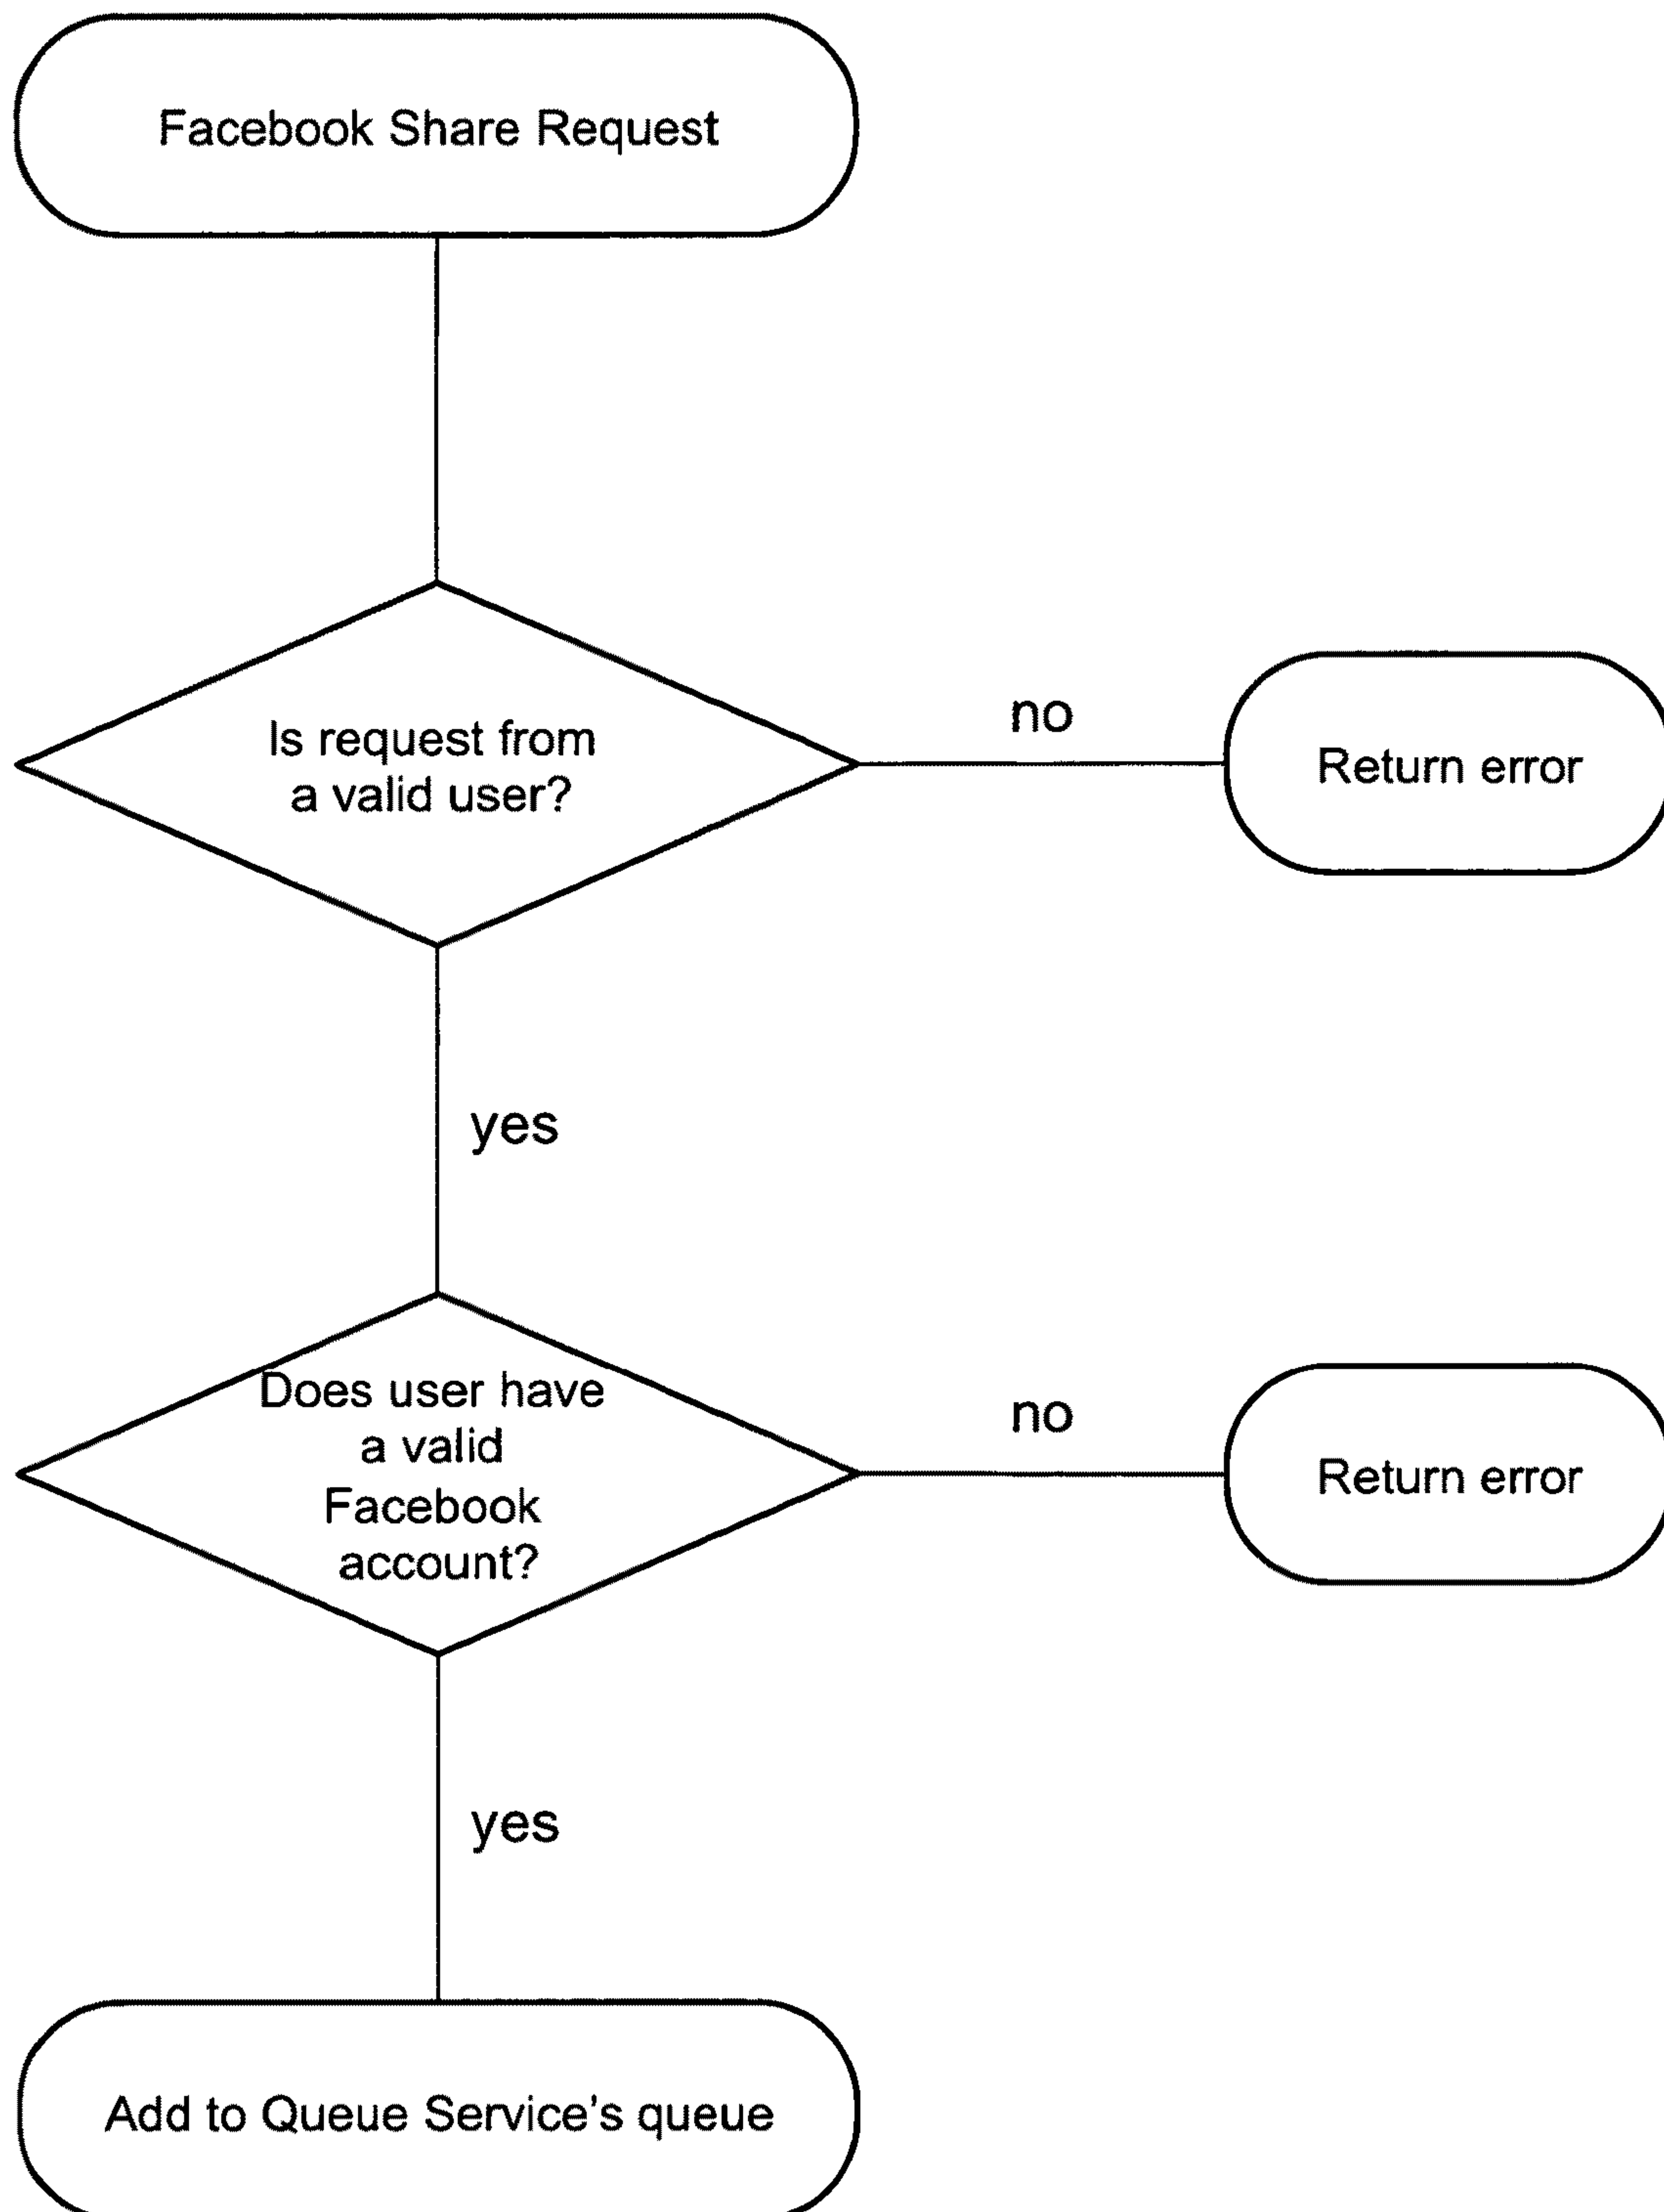 Facebook Share Request
Is request from
a valid user?
no
Return error
yes
Does user have
a valid
Facebook
account?
no
Return error
yes
Add to Queue Service's queue